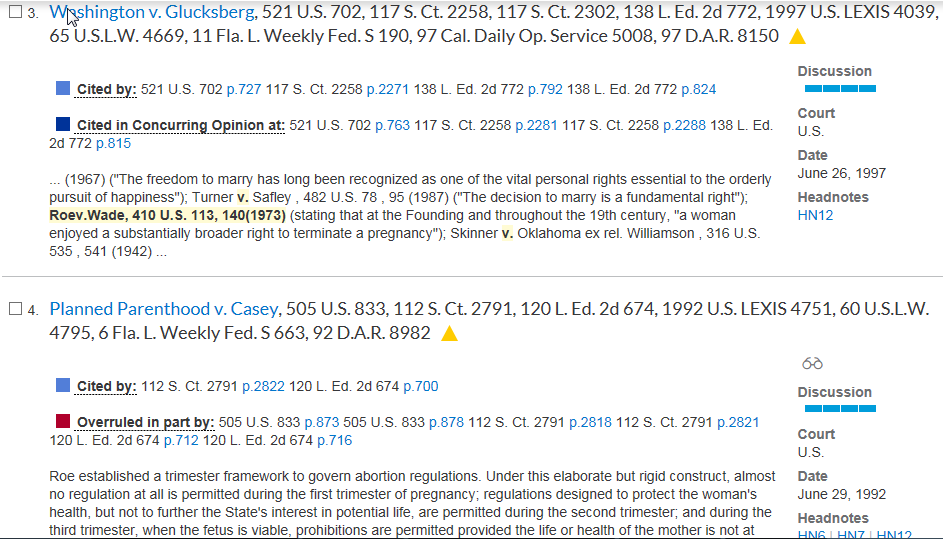 3. Washington v. Glucksberg, 521 U.S. 702, 117 S. Ct. 2258, 117 S. Ct. 2302, 138 L. Ed. 2d 772, 1997 U.S. LEXIS 4039,
65 U.S.L.W. 4669, 11 Fla. L. Weekly Fed. S 190, 97 Cal. Daily Op. Service 5008, 97 D.A.R. 8150
Cited by: 521 U.S. 702 p.727 117 S. Ct. 2258 p.2271 138 L. Ed. 2d 772 p.792 138 L. Ed. 2d 772 p.824
Cited in Concurring Opinion at: 521 U.S. 702 p.763 117 S. Ct. 2258 p.2281 117 S. Ct. 2258 p.2288 138 L. Ed.
2d 772 p.815
... (1967) ("The freedom to marry has long been recognized as one of the vital personal rights essential to the orderly
pursuit of happiness"); Turner v. Safley , 482 U.S. 78 , 95 (1987) ("The decision to marry is a fundamental right");
Roev.Wade, 410 U.S. 113, 140(1973) (stating that at the Founding and throughout the 19th century, "a woman
enjoyed a substantially broader right to terminate a pregnancy"); Skinner v. Oklahoma ex rel. Williamson , 316 U.S.
535 , 541 (1942) ...
Discussion
Court
U.S.
Date
June 26, 1997
Headnotes
HN12
4. Planned Parenthood v. Casey, 505 U.S. 833, 112 S. Ct. 2791, 120 L. Ed. 2d 674, 1992 U.S. LEXIS 4751, 60 U.S.L.W.
4795, 6 Fla. L. Weekly Fed. S 663, 92 D.A.R. 8982
Cited by: 112 S. Ct. 2791 p.2822 120 L. Ed. 2d 674 p.700
Overruled in part by: 505 U.S. 833 p.873 505 U.S. 833 p.878 112 S. Ct. 2791 p.2818 112 S. Ct. 2791 p.2821
120 L. Ed. 2d 674 p.712 120 L. Ed. 2d 674 p.716
Roe established a trimester framework to govern abortion regulations. Under this elaborate but rigid construct, almost
no regulation at all is permitted during the first trimester of pregnancy; regulations designed to protect the woman's
health, but not to further the State's interest in potential life, are permitted during the second trimester; and during the
third trimester, when the fetus is viable, prohibitions are permitted provided the life or health of the mother is not at
Discussion
Court
U.S.
Date
June 29, 1992
Headnotes
HN6 | HN7 | HN12